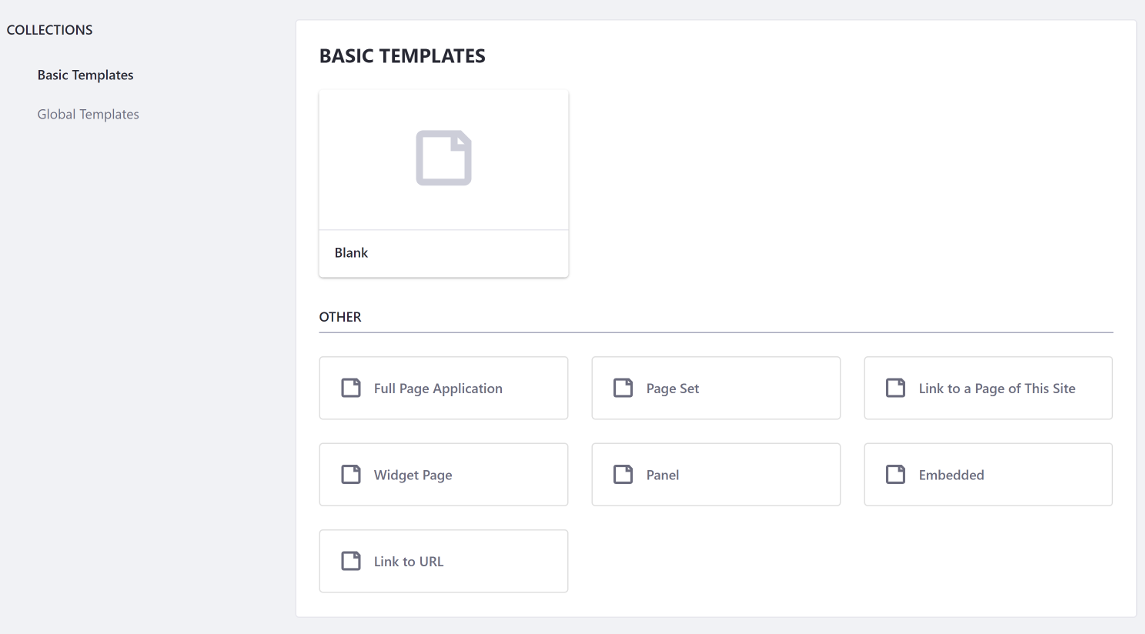 COLLECTIONS
Basic Templates
Global Templates
BASIC TEMPLATES
Blank
OTHER
Full Page Application
Page Set
Link to a Page of This Site
Widget Page
Panel
Embedded
Link to URL